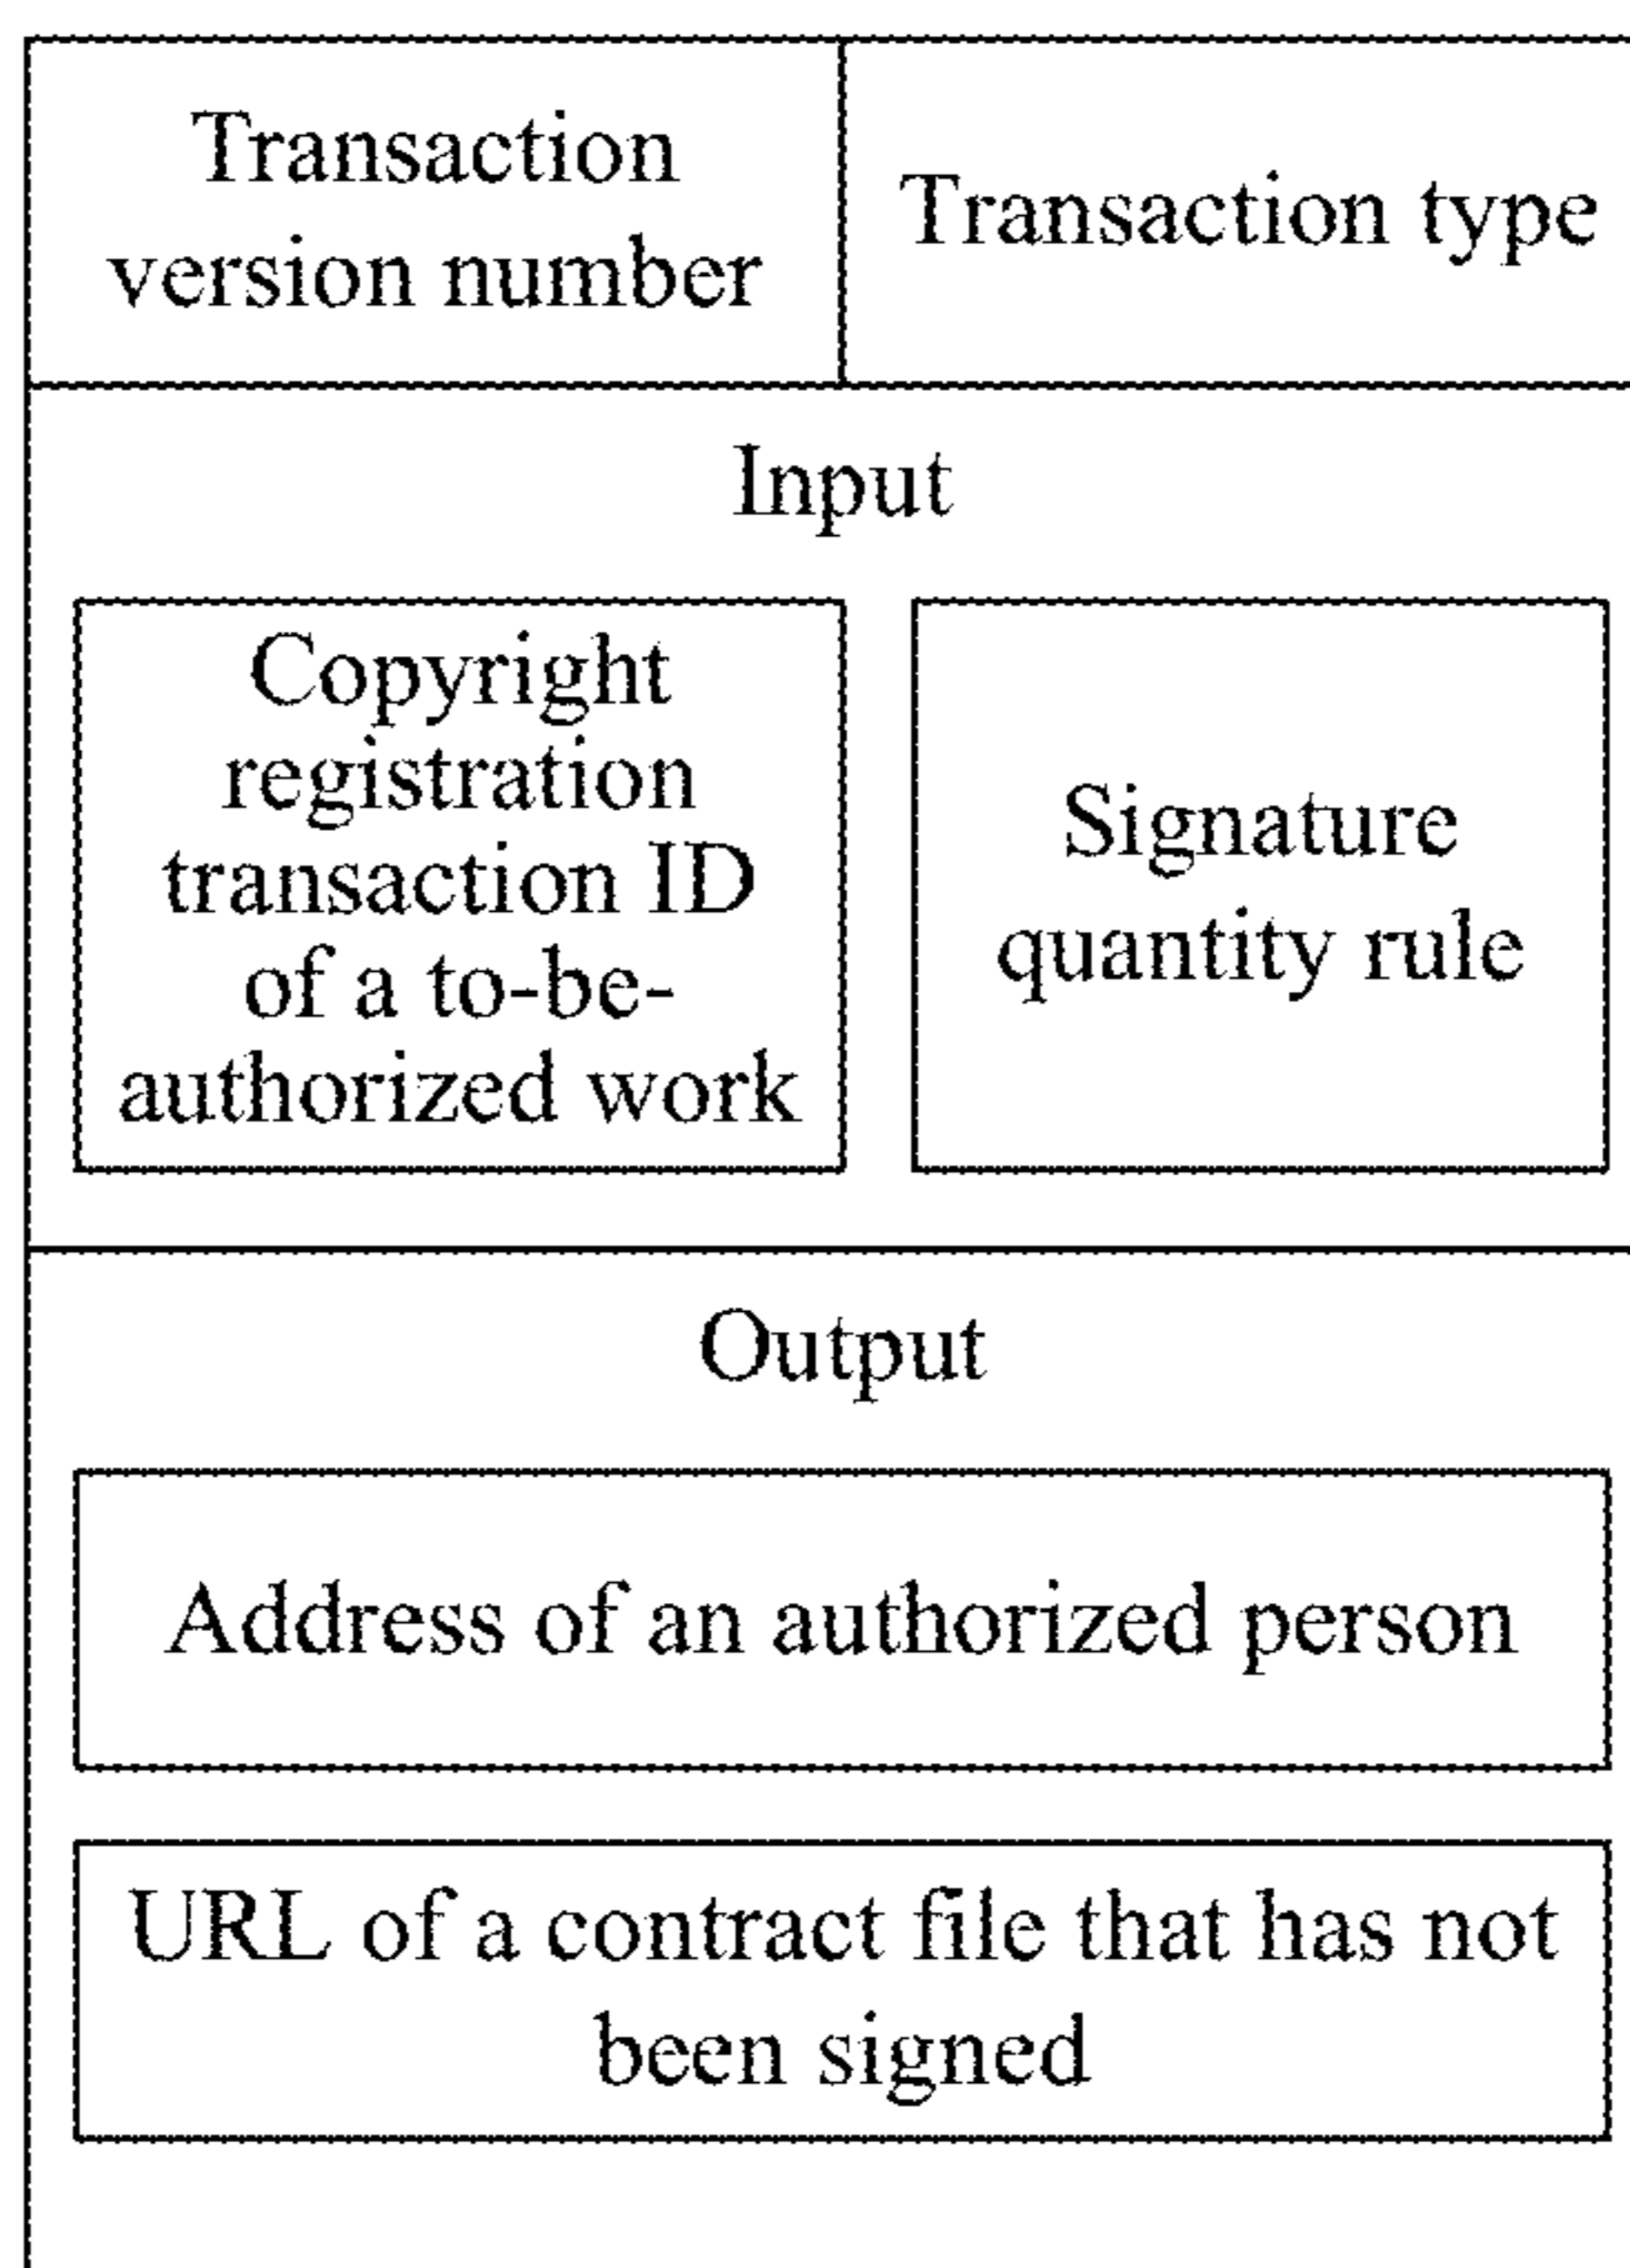 Transaction
version number
Transaction type
Input
Copyright
registration
transaction ID
of a to-be-
authorized work
Signature
quantity rule
Output
Address of an authorized person
URL of a contract file that has not
been signed